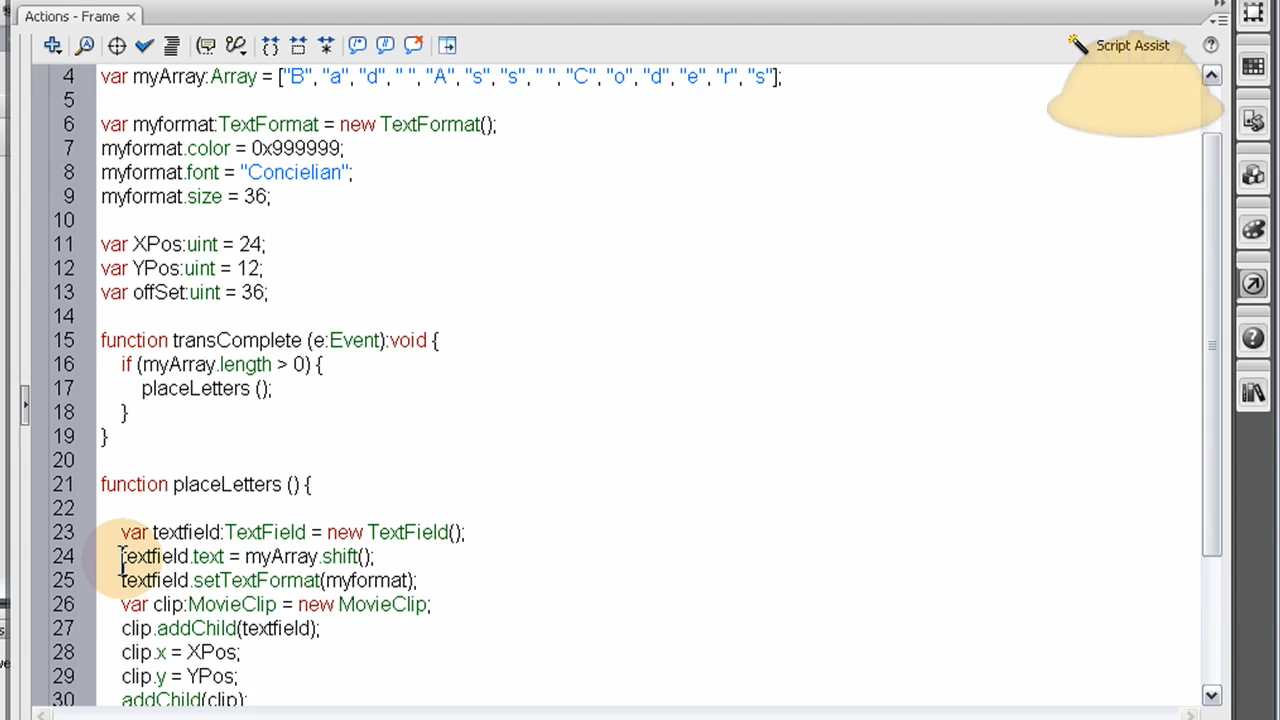 Actions - Frame ×
Script Assist
4 var myArray:Array = ["B", "a", "d", " ", "A", "s", "s", " ", "C", "o", "d", "e", "r", "s"];
5
6 var myformat:TextFormat = new TextFormat();
7 myformat.color = 0x999999;
8 myformat.font = "Concielian";
9 myformat.size = 36;
10
11 var XPos:uint = 24;
12 var YPos:uint = 12;
13 var offSet:uint = 36;
14
15 function transComplete (e:Event):void {
16 if (myArray.length > 0) {
17 placeLetters ();
18 }
19 }
20
21 function placeLetters () {
22
23 var textfield:TextField = new TextField();
24 textfield.text = myArray.shift();
25 textfield.setTextFormat(myformat);
26 var clip:MovieClip = new MovieClip;
27 clip.addChild(textfield);
28 clip.x = XPos;
29 clip.y = YPos;
30 addChild(clip);